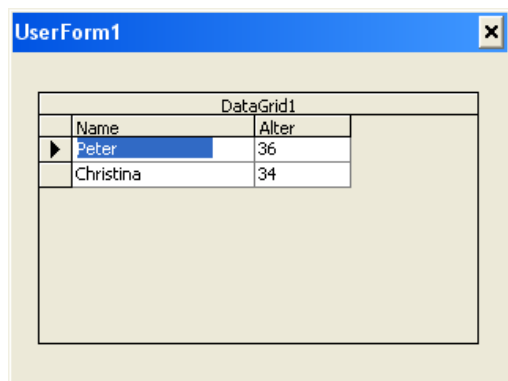 UserForm1
DataGrid1
Name Alter
Peter 36
Christina 34